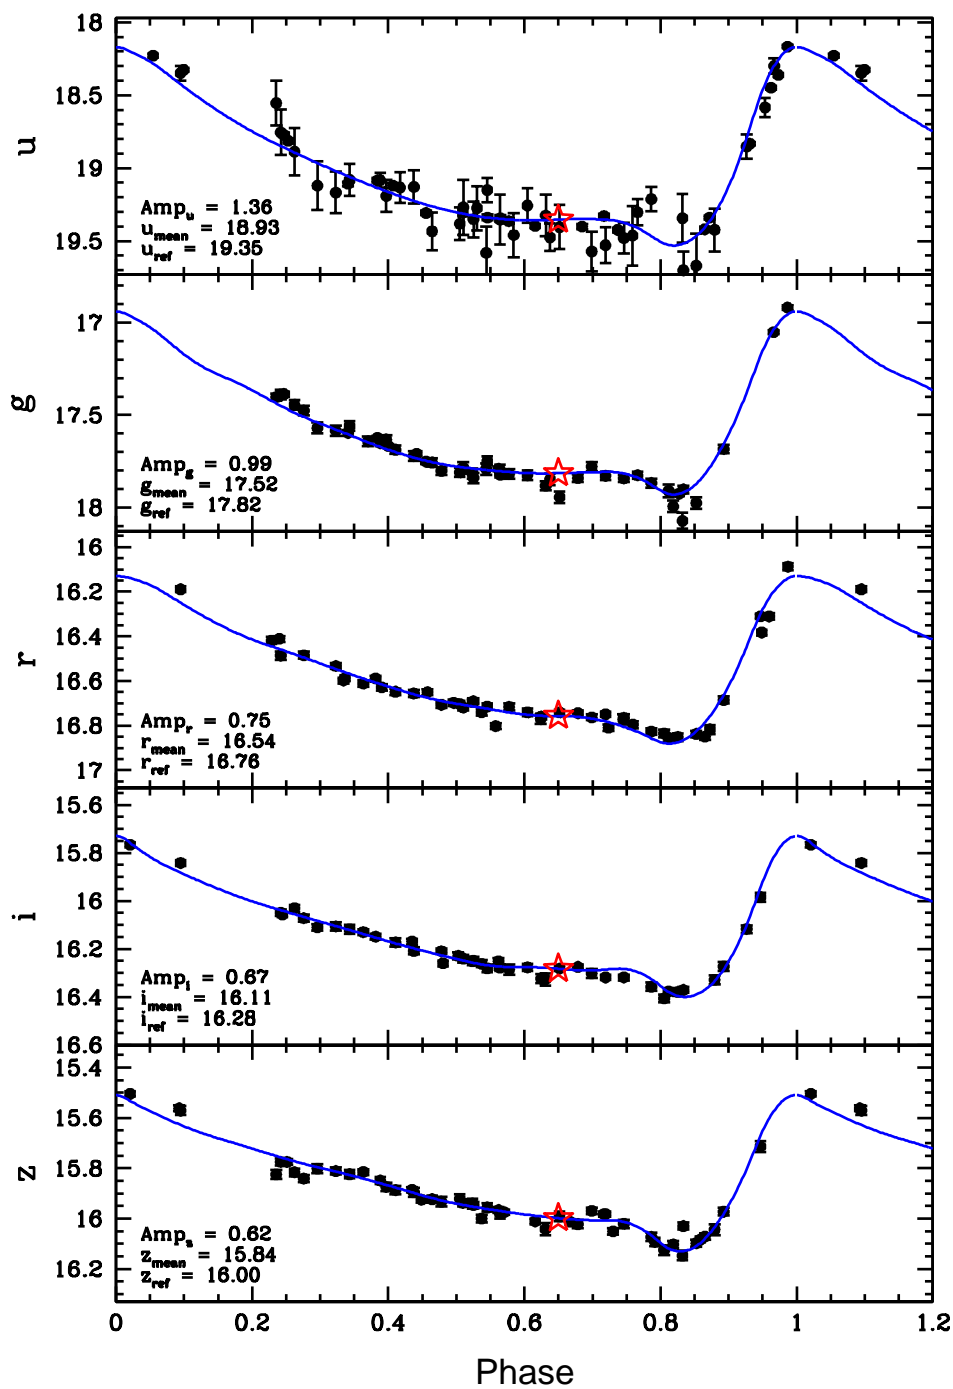 18
18.5
19
19.5
u
Amp_u = 1.36
u_mean = 18.93
u_ref = 19.35
17
17.5
18
g
Amp_g = 0.99
g_mean = 17.52
g_ref = 17.82
16
16.2
16.4
16.6
16.8
17
r
Amp_r = 0.75
r_mean = 16.54
r_ref = 16.76
15.6
15.8
16
16.2
16.4
16.6
i
Amp_i = 0.67
i_mean = 16.11
i_ref = 16.28
15.4
15.6
15.8
16
16.2
z
Amp_z = 0.62
z_mean = 15.84
z_ref = 16.00
0 0.2 0.4 0.6 0.8 1 1.2
Phase